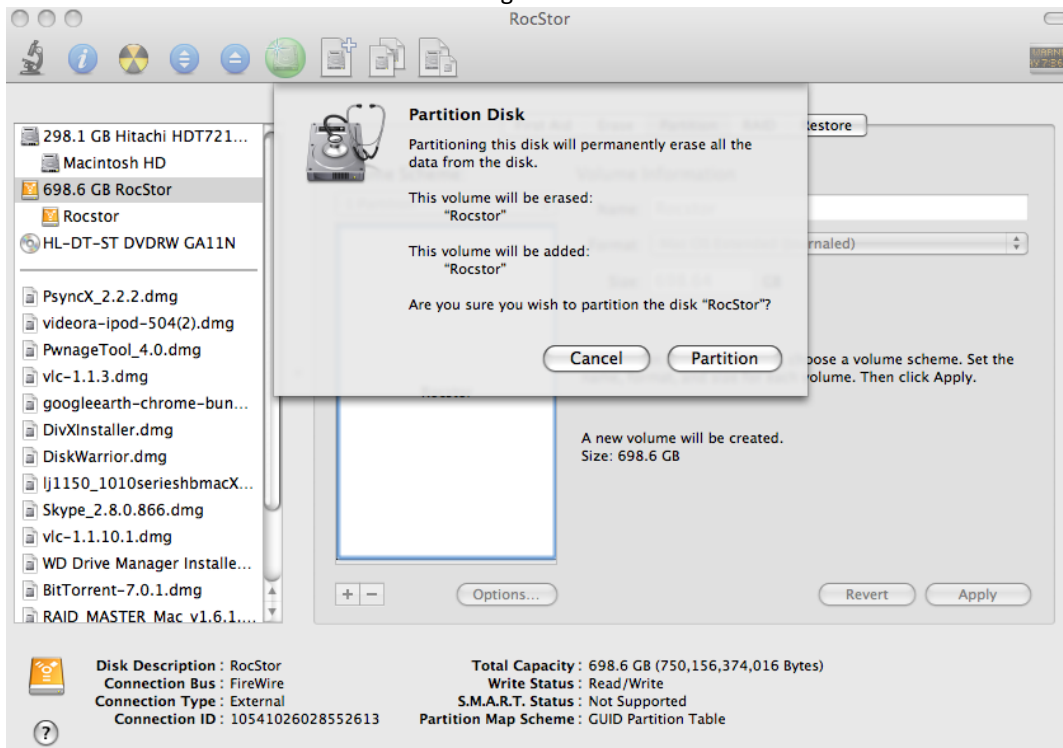 RocStor
298.1 GB Hitachi HDT721...
Macintosh HD
698.6 GB RocStor
Rocstor
HL-DT-ST DVDRW GA11N
PsyncX_2.2.2.dmg
videora-ipod-504(2).dmg
PwnageTool_4.0.dmg
vlc-1.1.3.dmg
googleearth-chrome-bun...
DivXInstaller.dmg
DiskWarrior.dmg
lj1150_1010serieshbmacX...
Skype_2.8.0.866.dmg
vlc-1.1.10.1.dmg
WD Drive Manager Installe...
BitTorrent-7.0.1.dmg
RAID MASTER Mac v1.6.1....
Partition Disk
Partitioning this disk will permanently erase all the
data from the disk.
This volume will be erased:
“Rocstor”
This volume will be added:
“Rocstor”
Are you sure you wish to partition the disk “RocStor”?
Cancel Partition
Restore
Volume Information
rnaled)
oose a volume scheme. Set the
volume. Then click Apply.
A new volume will be created.
Size: 698.6 GB
+ − Options... Revert Apply
Disk Description : RocStor
Connection Bus : FireWire
Connection Type : External
Connection ID : 10541026028552613
Total Capacity : 698.6 GB (750,156,374,016 Bytes)
Write Status : Read/Write
S.M.A.R.T. Status : Not Supported
Partition Map Scheme : GUID Partition Table
?